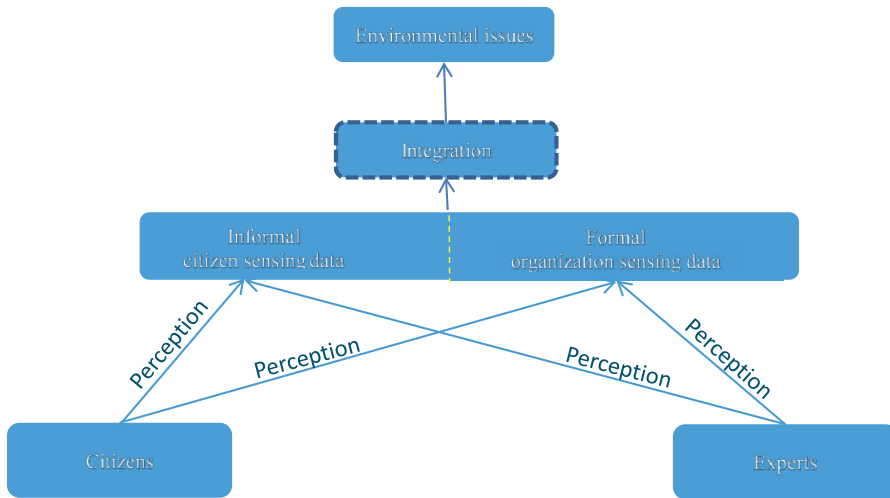 Environmental issues
Integration
Informal
citizen sensing data
Formal
organization sensing data
Perception
Perception
Perception
Perception
Citizens
Experts